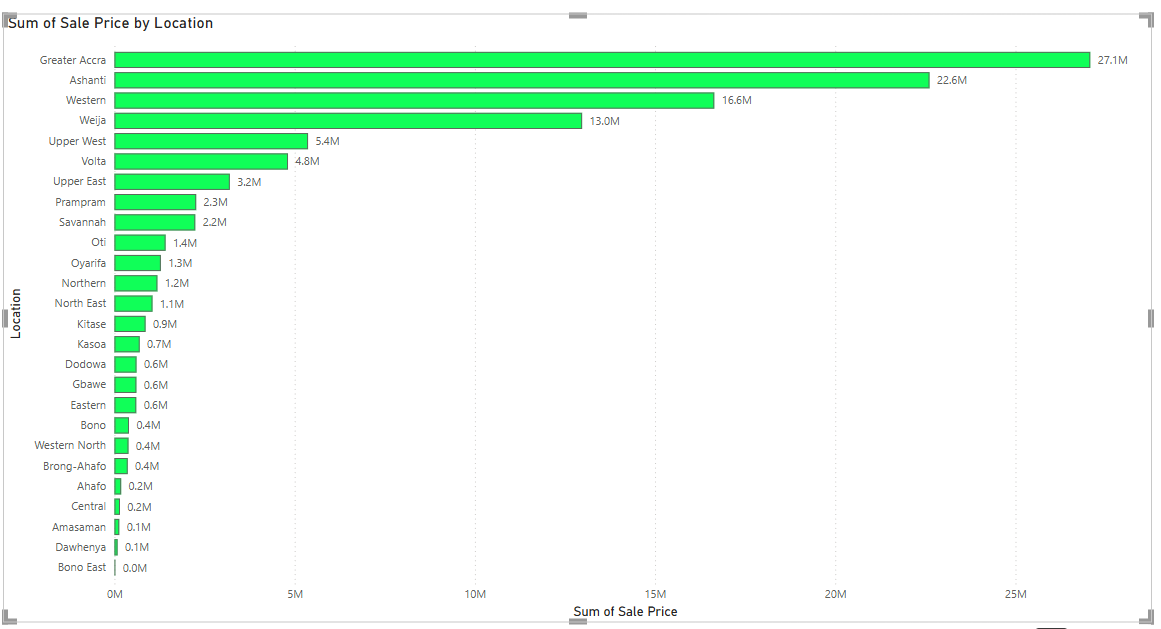 Sum of Sale Price by Location
Greater Accra 27.1M
Ashanti 22.6M
Western 16.6M
Weija 13.0M
Upper West 5.4M
Volta 4.8M
Upper East 3.2M
Prampram 2.3M
Savannah 2.2M
Oti 1.4M
Oyarifa 1.3M
Northern 1.2M
North East 1.1M
Kitase 0.9M
Kasoa 0.7M
Dodowa 0.6M
Gbawe 0.6M
Eastern 0.6M
Bono 0.4M
Western North 0.4M
Brong-Ahafo 0.4M
Ahafo 0.2M
Central 0.2M
Amasaman 0.1M
Dawhenya 0.1M
Bono East 0.0M
Location
0M 5M 10M 15M 20M 25M
Sum of Sale Price